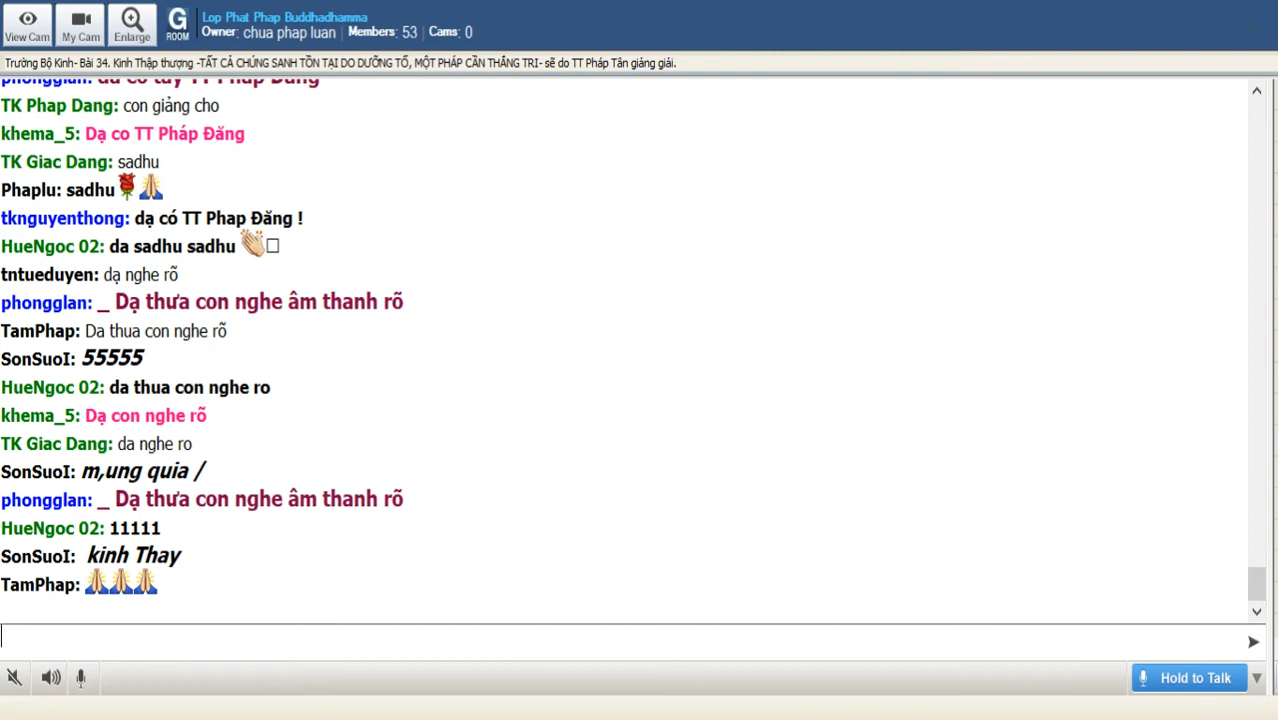 View Cam
My Cam
Enlarge
G
ROOM
Lop Phat Phap Buddhadhamma
Owner: chua phap luan | Members: 53 | Cams: 0
Trường Bộ Kinh- Bài 34. Kinh Thập thượng -TẤT CẢ CHÚNG SANH TỒN TẠI DO DƯỠNG TỐ, MỘT PHÁP CẦN THẮNG TRI- sẽ do TT Pháp Tân giảng giải.
phongglan:
TK Phap Dang: con giảng cho
khema_5: Dạ co TT Pháp Đăng
TK Giac Dang: sadhu
Phaplu: sadhu🌹🙏
tknguyenthong: dạ có TT Phap Đăng !
HueNgoc 02: da sadhu sadhu 👏□
tntueduyen: dạ nghe rõ
phongglan: _ Dạ thưa con nghe âm thanh rõ
TamPhap: Da thua con nghe rõ
SonSuoI: 55555
HueNgoc 02: da thua con nghe ro
khema_5: Dạ con nghe rõ
TK Giac Dang: da nghe ro
SonSuoI: m,ung quia /
phongglan: _ Dạ thưa con nghe âm thanh rõ
HueNgoc 02: 11111
SonSuoI: kinh Thay
TamPhap: 🙏🙏🙏
Hold to Talk